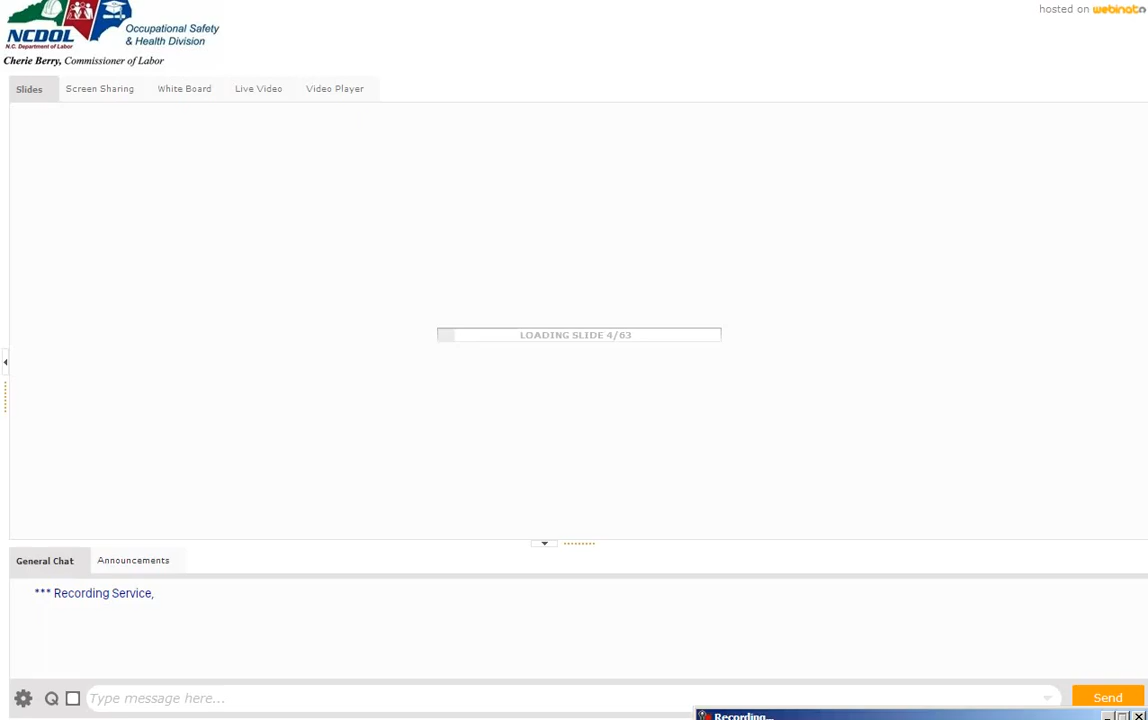 hosted on webinato
NCDOL
N.C. Department of Labor
Occupational Safety
& Health Division
Cherie Berry, Commissioner of Labor
Slides
Screen Sharing
White Board
Live Video
Video Player
LOADING SLIDE 4/63
General Chat
Announcements
*** Recording Service,
Q
Type message here...
Send
Recording...